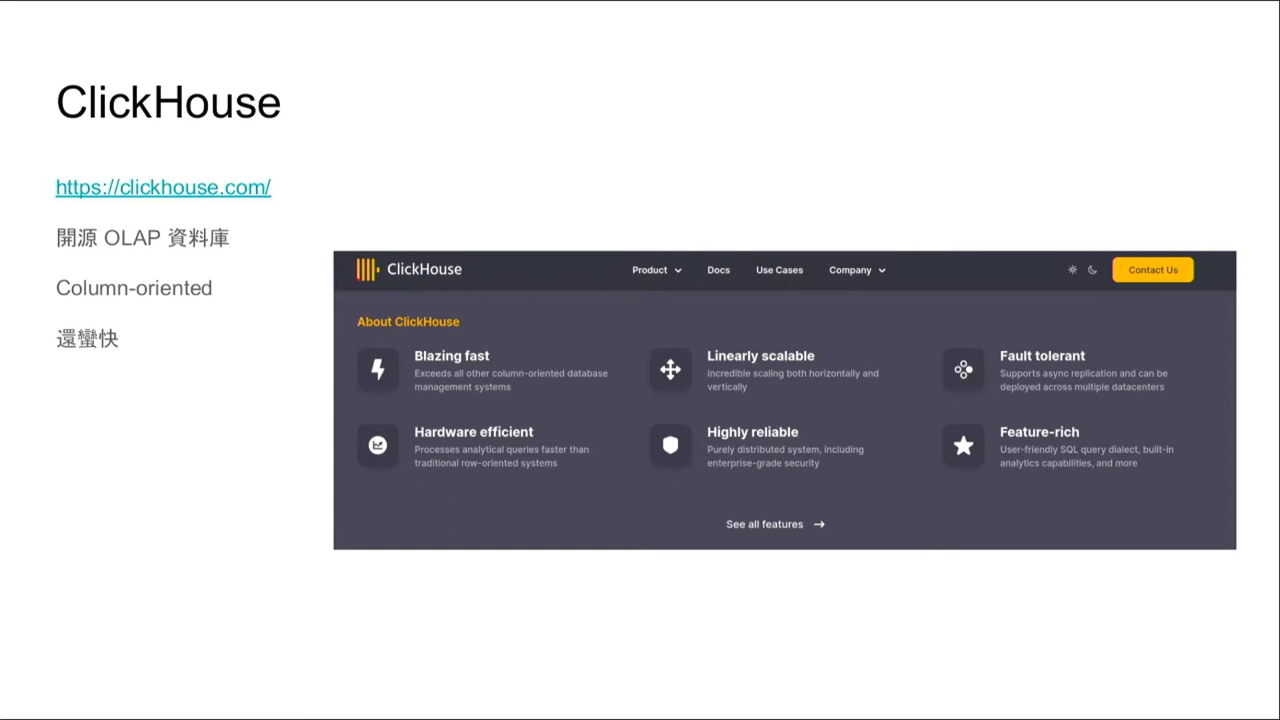 ClickHouse
https://clickhouse.com/
開源 OLAP 資料庫
Column-oriented
還蠻快
ClickHouse
Product
Docs
Use Cases
Company
Contact Us
About ClickHouse
Blazing fast
Exceeds all other column-oriented database
management systems
Linearly scalable
Incredible scaling both horizontally and
vertically
Fault tolerant
Supports async replication and can be
deployed across multiple datacenters
Hardware efficient
Processes analytical queries faster than
traditional row-oriented systems
Highly reliable
Purely distributed system, including
enterprise-grade security
Feature-rich
User-friendly SQL query dialect, built-in
analytics capabilities, and more
See all features